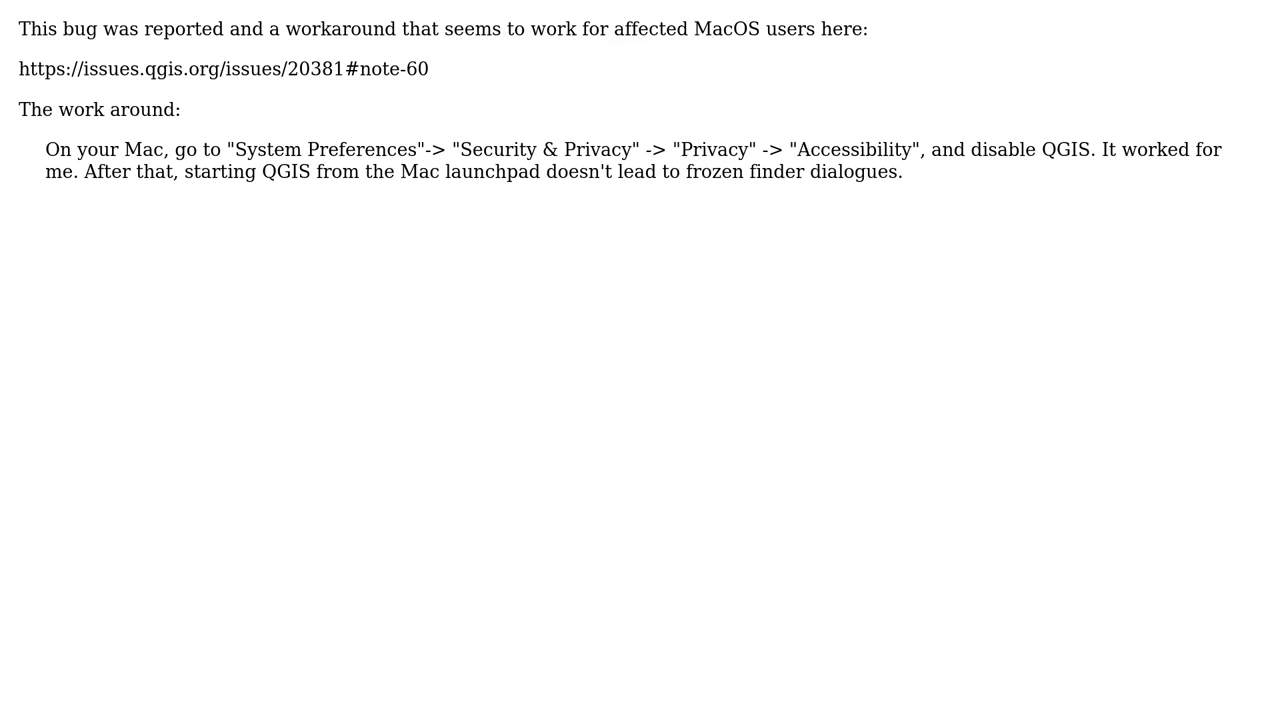 This bug was reported and a workaround that seems to work for affected MacOS users here:
https://issues.qgis.org/issues/20381#note-60
The work around:
On your Mac, go to "System Preferences"-> "Security & Privacy" -> "Privacy" -> "Accessibility", and disable QGIS. It worked for
me. After that, starting QGIS from the Mac launchpad doesn't lead to frozen finder dialogues.